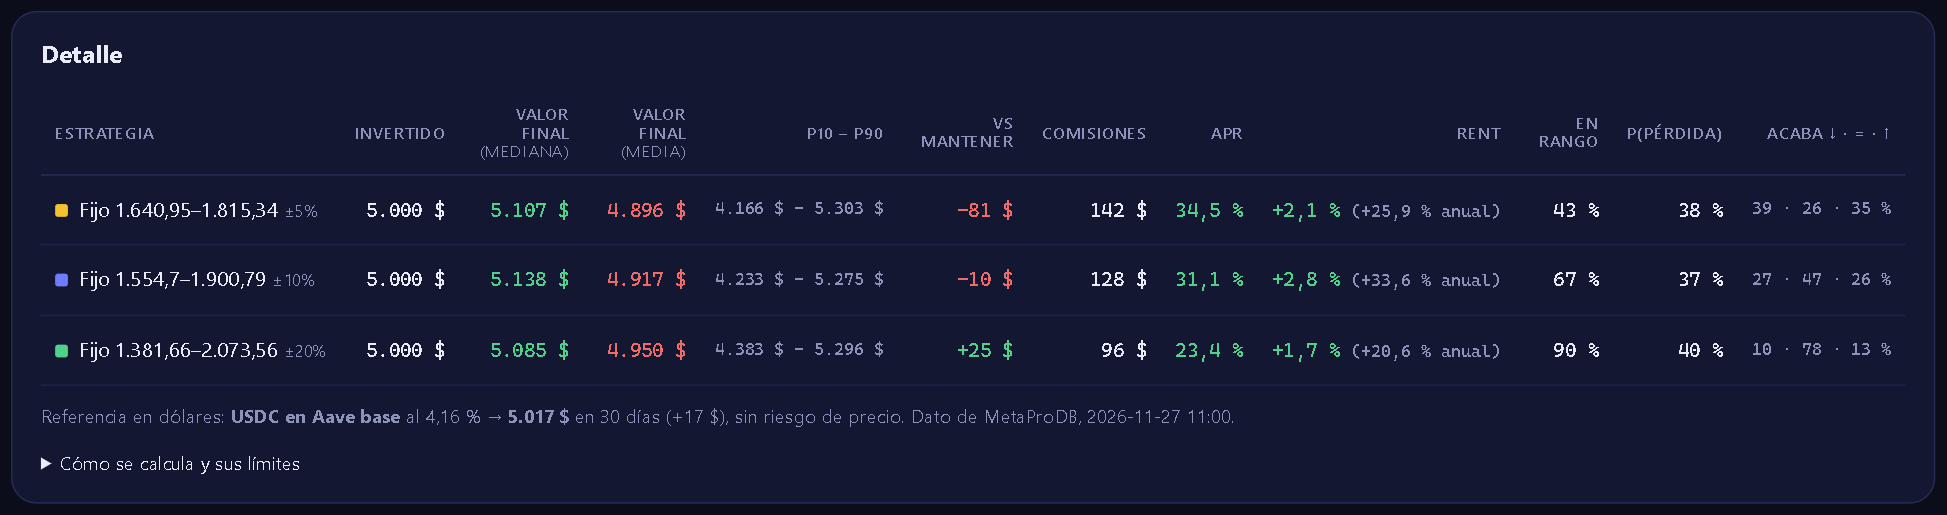 Detalle
ESTRATEGIA INVERTIDO VALOR FINAL (MEDIANA) VALOR FINAL (MEDIA) P10 – P90 VS MANTENER COMISIONES APR RENT EN RANGO P(PÉRDIDA) ACABA ↓ · = · ↑
Fijo 1.640,95–1.815,34 ±5% 5.000 $ 5.107 $ 4.896 $ 4.166 $ – 5.303 $ −81 $ 142 $ 34,5 % +2,1 % (+25,9 % anual) 43 % 38 % 39 · 26 · 35 %
Fijo 1.554,7–1.900,79 ±10% 5.000 $ 5.138 $ 4.917 $ 4.233 $ – 5.275 $ −10 $ 128 $ 31,1 % +2,8 % (+33,6 % anual) 67 % 37 % 27 · 47 · 26 %
Fijo 1.381,66–2.073,56 ±20% 5.000 $ 5.085 $ 4.950 $ 4.383 $ – 5.296 $ +25 $ 96 $ 23,4 % +1,7 % (+20,6 % anual) 90 % 40 % 10 · 78 · 13 %
Referencia en dólares: USDC en Aave base al 4,16 % → 5.017 $ en 30 días (+17 $), sin riesgo de precio. Dato de MetaProDB, 2026-11-27 11:00.
▶ Cómo se calcula y sus límites